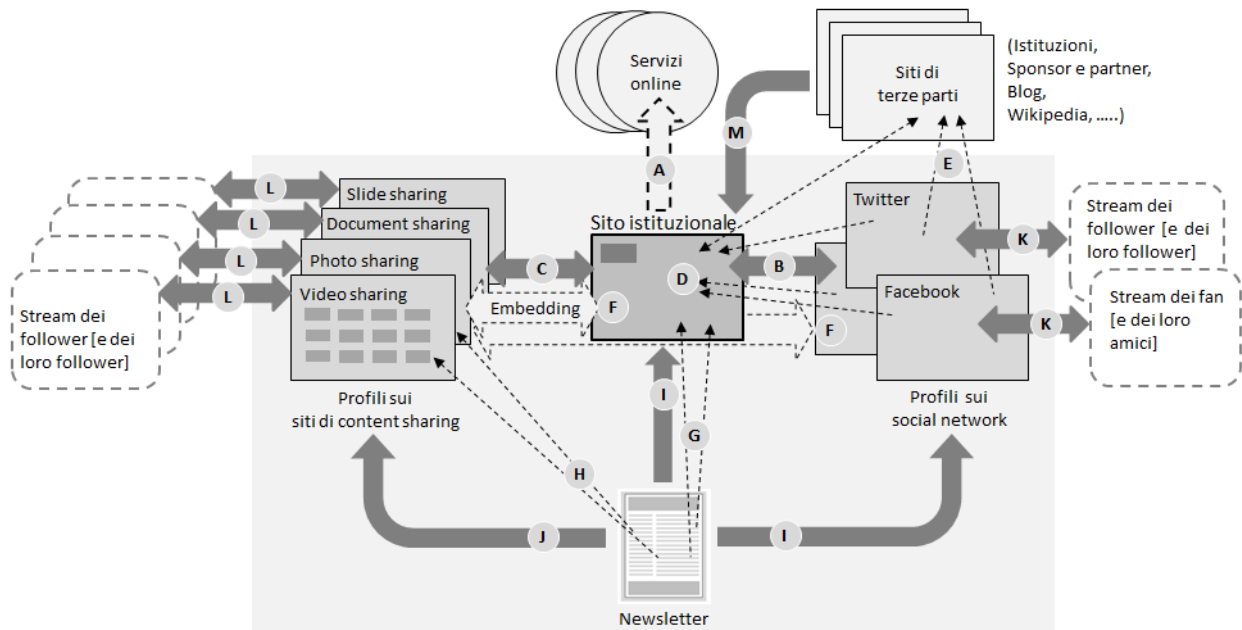 Servizi
online
Siti di
terze parti
(Istituzioni,
Sponsor e partner,
Blog,
Wikipedia, .....)
M
A
E
L
Slide sharing
L
Document sharing
L
Photo sharing
L
Video sharing
Stream dei
follower [e dei
loro follower]
Sito istituzionale
C
B
D
Embedding
F
F
Twitter
Facebook
K
Stream dei
follower [e dei
loro follower]
K
Stream dei fan
[e dei loro
amici]
Profili sui
siti di content sharing
Profili sui
social network
I
G
H
J
I
Newsletter